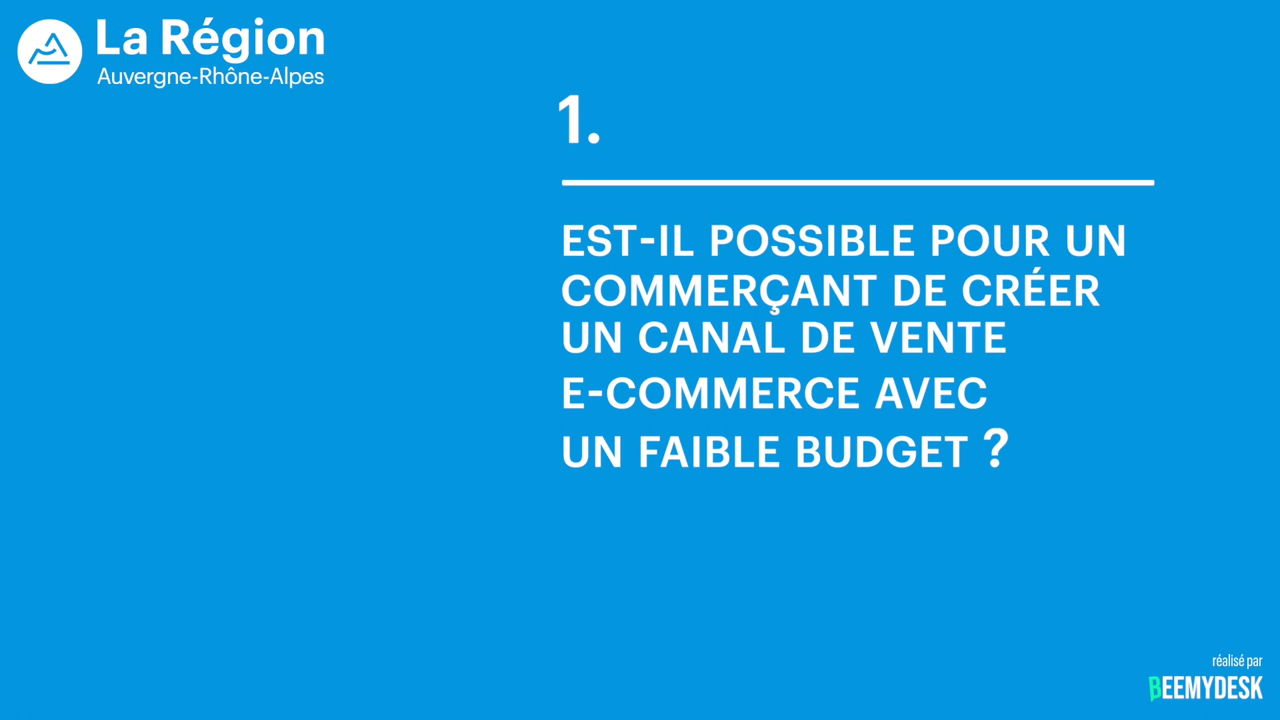 La Région
Auvergne-Rhône-Alpes
1.
EST-IL POSSIBLE POUR UN
COMMERÇANT DE CRÉER
UN CANAL DE VENTE
E-COMMERCE AVEC
UN FAIBLE BUDGET ?
réalisé par
BEEMYDESK